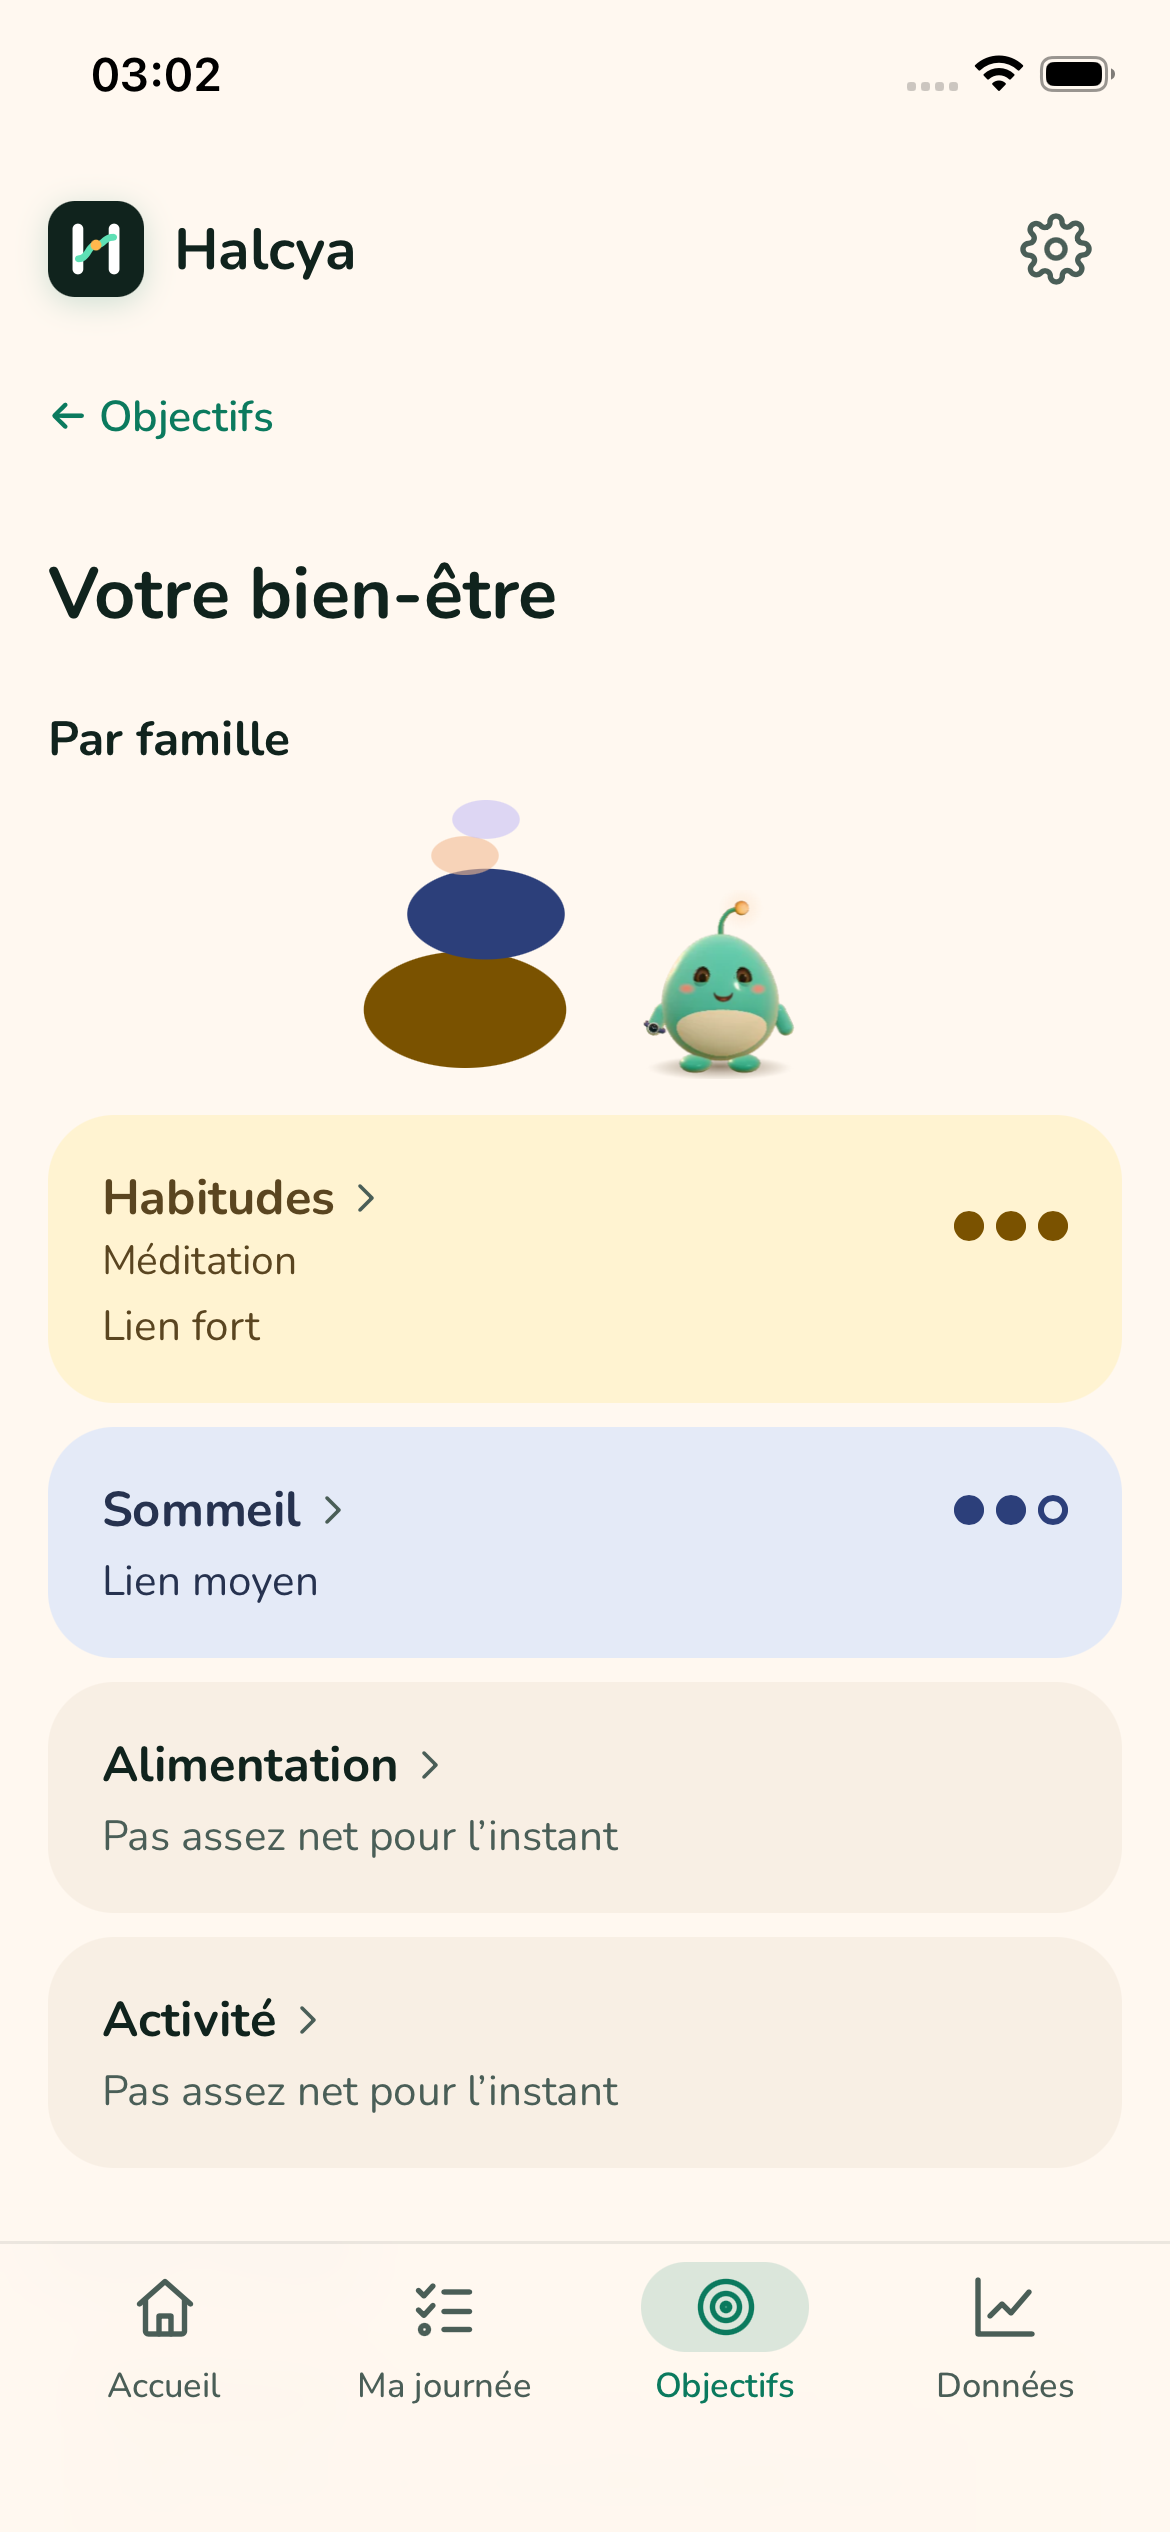 03:02
Halcya
← Objectifs
Votre bien-être
Par famille
Habitudes >
Méditation
Lien fort
Sommeil >
Lien moyen
Alimentation >
Pas assez net pour l’instant
Activité >
Pas assez net pour l’instant
Accueil
Ma journée
Objectifs
Données